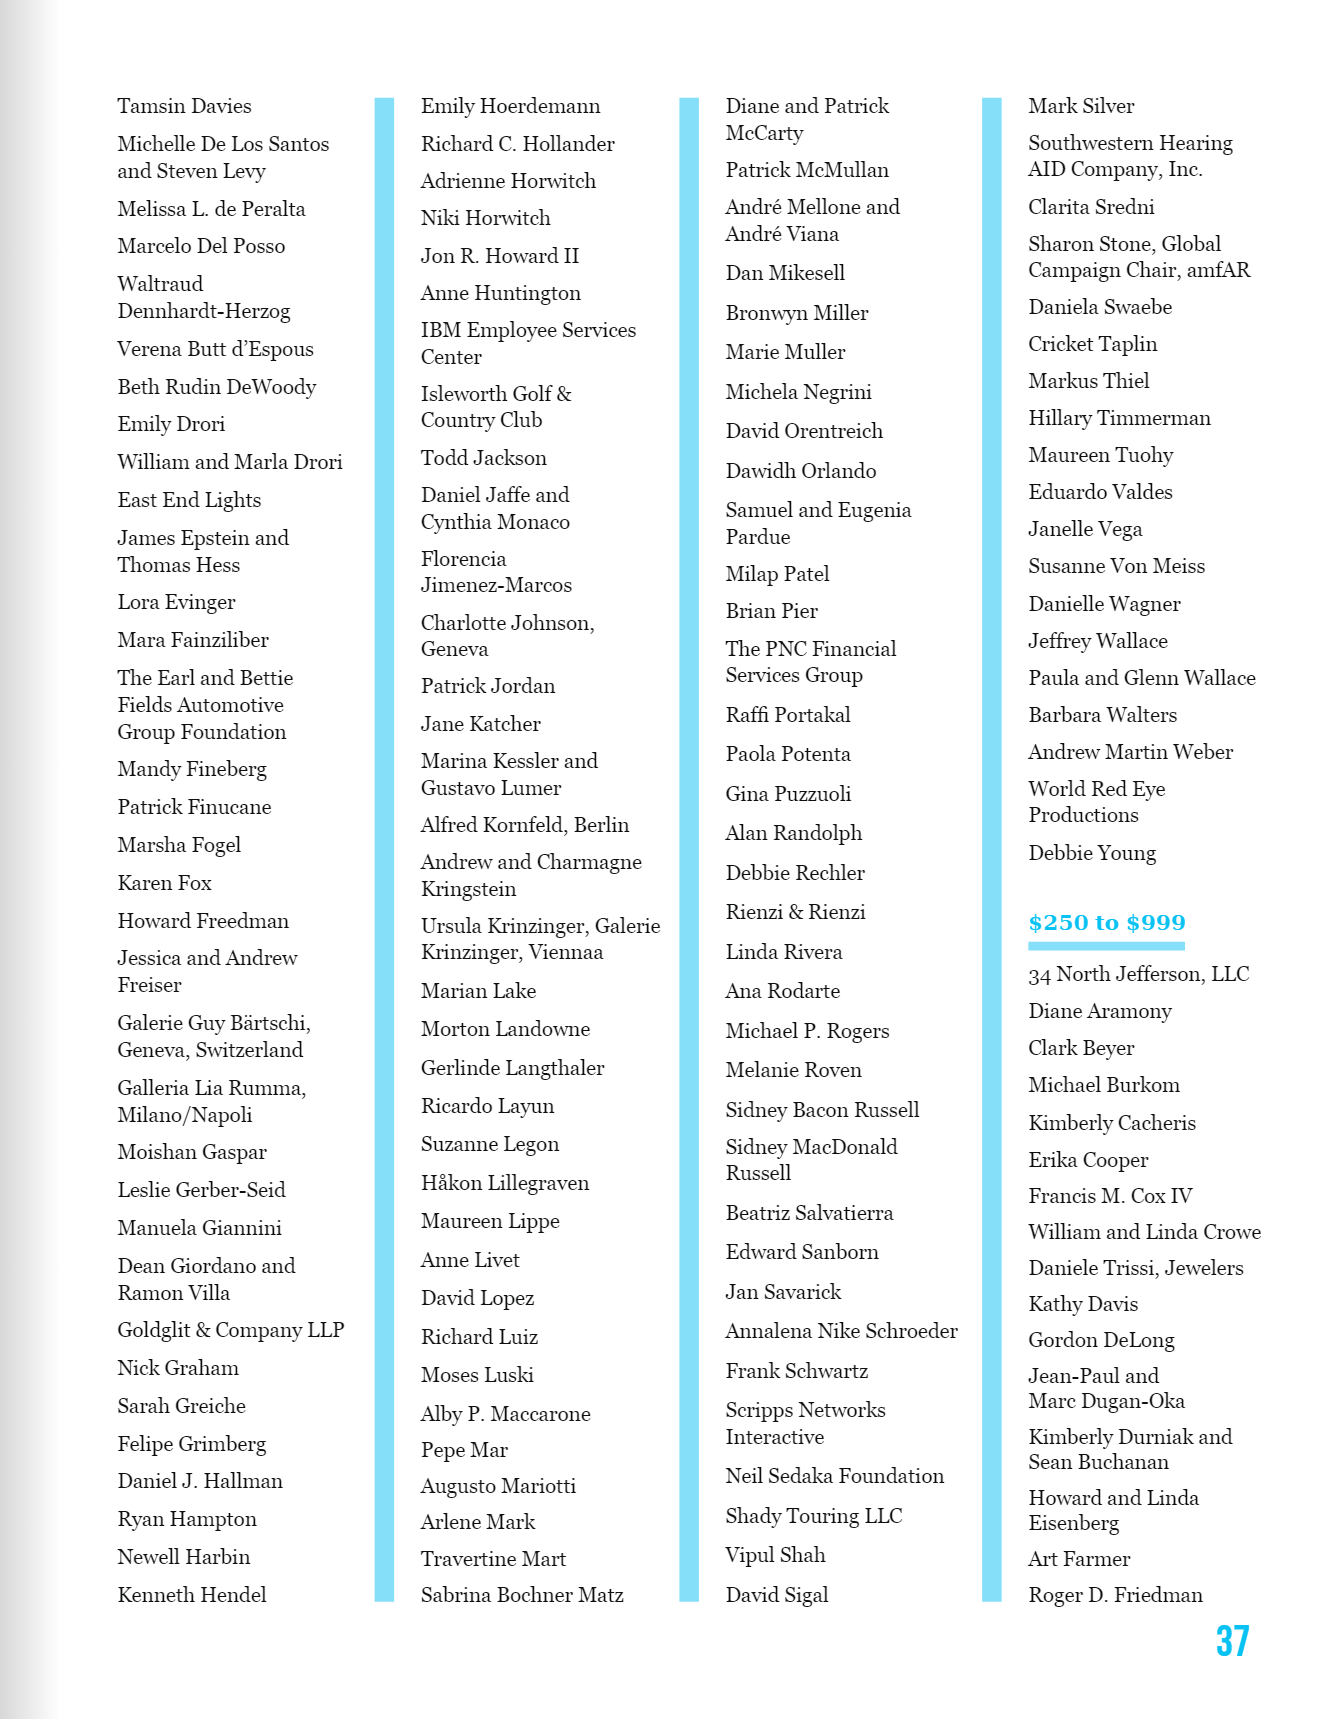 Tamsin Davies
Michelle De Los Santos
and Steven Levy
Melissa L. de Peralta
Marcelo Del Posso
Waltraud
Dennhardt-Herzog
Verena Butt d’Espous
Beth Rudin DeWoody
Emily Drori
William and Marla Drori
East End Lights
James Epstein and
Thomas Hess
Lora Evinger
Mara Fainziliber
The Earl and Bettie
Fields Automotive
Group Foundation
Mandy Fineberg
Patrick Finucane
Marsha Fogel
Karen Fox
Howard Freedman
Jessica and Andrew
Freiser
Galerie Guy Bärtschi,
Geneva, Switzerland
Galleria Lia Rumma,
Milano/Napoli
Moishan Gaspar
Leslie Gerber-Seid
Manuela Giannini
Dean Giordano and
Ramon Villa
Goldglit & Company LLP
Nick Graham
Sarah Greiche
Felipe Grimberg
Daniel J. Hallman
Ryan Hampton
Newell Harbin
Kenneth Hendel
Emily Hoerdemann
Richard C. Hollander
Adrienne Horwitch
Niki Horwitch
Jon R. Howard II
Anne Huntington
IBM Employee Services
Center
Isleworth Golf &
Country Club
Todd Jackson
Daniel Jaffe and
Cynthia Monaco
Florencia
Jimenez-Marcos
Charlotte Johnson,
Geneva
Patrick Jordan
Jane Katcher
Marina Kessler and
Gustavo Lumer
Alfred Kornfeld, Berlin
Andrew and Charmagne
Kringstein
Ursula Krinzinger, Galerie
Krinzinger, Viennaa
Marian Lake
Morton Landowne
Gerlinde Langthaler
Ricardo Layun
Suzanne Legon
Håkon Lillegraven
Maureen Lippe
Anne Livet
David Lopez
Richard Luiz
Moses Luski
Alby P. Maccarone
Pepe Mar
Augusto Mariotti
Arlene Mark
Travertine Mart
Sabrina Bochner Matz
Diane and Patrick
McCarty
Patrick McMullan
André Mellone and
André Viana
Dan Mikesell
Bronwyn Miller
Marie Muller
Michela Negrini
David Orentreich
Dawidh Orlando
Samuel and Eugenia
Pardue
Milap Patel
Brian Pier
The PNC Financial
Services Group
Raffi Portakal
Paola Potenta
Gina Puzzuoli
Alan Randolph
Debbie Rechler
Rienzi & Rienzi
Linda Rivera
Ana Rodarte
Michael P. Rogers
Melanie Roven
Sidney Bacon Russell
Sidney MacDonald
Russell
Beatriz Salvatierra
Edward Sanborn
Jan Savarick
Annalena Nike Schroeder
Frank Schwartz
Scripps Networks
Interactive
Neil Sedaka Foundation
Shady Touring LLC
Vipul Shah
David Sigal
Mark Silver
Southwestern Hearing
AID Company, Inc.
Clarita Sredni
Sharon Stone, Global
Campaign Chair, amfAR
Daniela Swaebe
Cricket Taplin
Markus Thiel
Hillary Timmerman
Maureen Tuohy
Eduardo Valdes
Janelle Vega
Susanne Von Meiss
Danielle Wagner
Jeffrey Wallace
Paula and Glenn Wallace
Barbara Walters
Andrew Martin Weber
World Red Eye
Productions
Debbie Young
$250 to $999
34 North Jefferson, LLC
Diane Aramony
Clark Beyer
Michael Burkom
Kimberly Cacheris
Erika Cooper
Francis M. Cox IV
William and Linda Crowe
Daniele Trissi, Jewelers
Kathy Davis
Gordon DeLong
Jean-Paul and
Marc Dugan-Oka
Kimberly Durniak and
Sean Buchanan
Howard and Linda
Eisenberg
Art Farmer
Roger D. Friedman
37